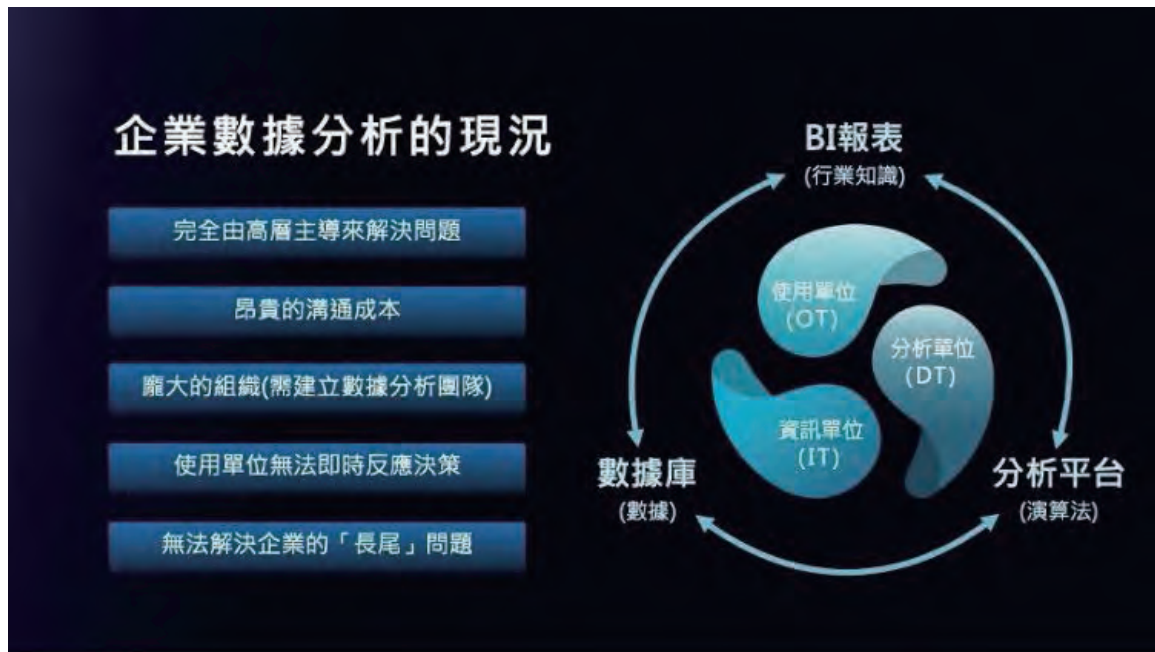 企業數據分析的現況
完全由高層主導來解決問題
昂貴的溝通成本
龐大的組織(需建立數據分析團隊)
使用單位無法即時反應決策
無法解決企業的「長尾」問題
BI報表
(行業知識)
使用單位
(OT)
分析單位
(DT)
資訊單位
(IT)
數據庫
(數據)
分析平台
(演算法)